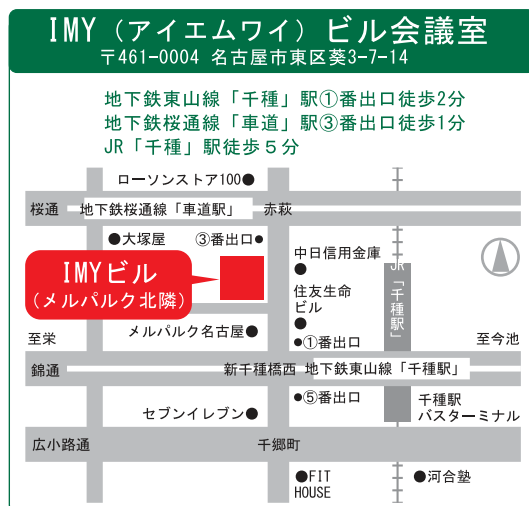 IMY（アイエムワイ）ビル会議室
〒461-0004 名古屋市東区葵3-7-14
地下鉄東山線「千種」駅①番出口徒歩2分
地下鉄桜通線「車道」駅③番出口徒歩1分
JR「千種」駅徒歩５分
ローソンストア100●
桜通
地下鉄桜通線「車道駅」
赤萩
●大塚屋
③番出口●
中日信用金庫
●
IMYビル
(メルパルク北隣)
住友生命
ビル
●
JR「千種駅」
メルパルク名古屋●
●①番出口
至栄
至今池
錦通
新千種橋西
地下鉄東山線「千種駅」
●⑤番出口
千種駅
バスターミナル
セブンイレブン●
広小路通
千郷町
●FIT
HOUSE
●河合塾